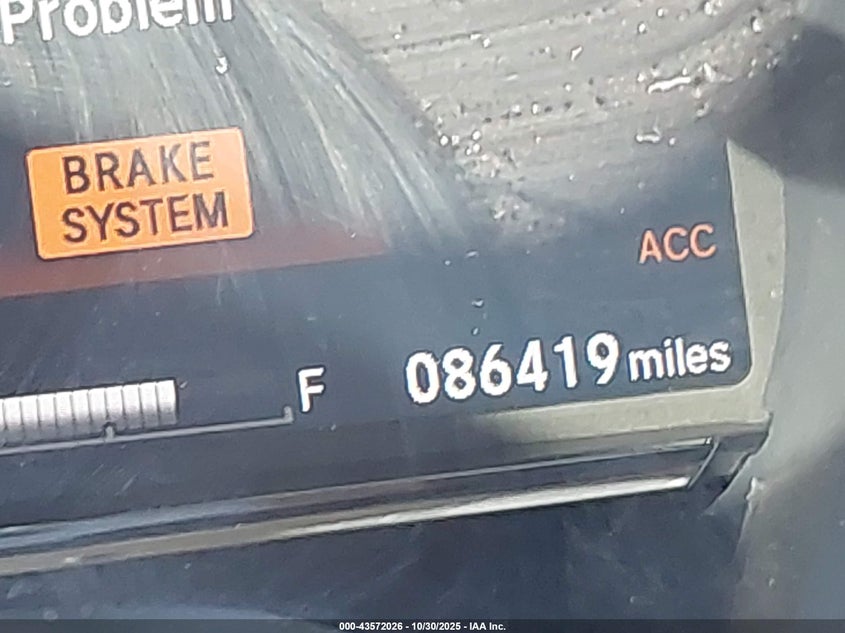 Problem
BRAKE
SYSTEM
ACC
F
086419 miles
000-43572026 - 10/30/2025 - IAA Inc.